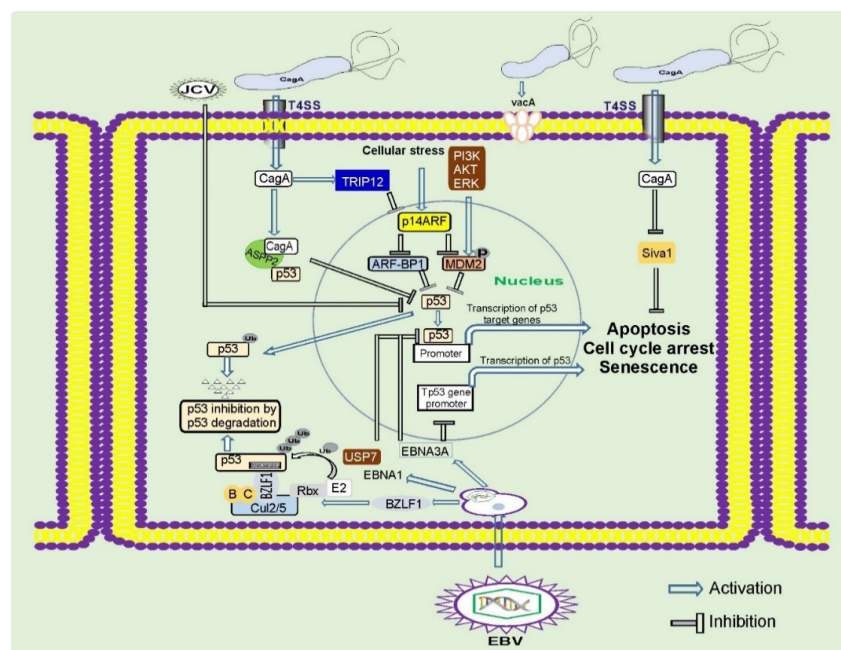 CagA
CagA
JCV
T4SS
vacA
T4SS
Cellular stress
PI3K
AKT
ERK
CagA
TRIP12
CagA
p14ARF
CagA
ASPP2
p53
ARF-BP1
MDM2
P
Siva1
Nucleus
p53
Transcription of p53
target genes
p53
Promoter
Apoptosis
Cell cycle arrest
Senescence
Ub
p53
Transcription of p53
Tp53 gene
promoter
p53 inhibition by
p53 degradation
Ub
Ub
Ub
Ub
p53
USP7
EBNA3A
EBNA1
BZLF1
B
C
Rbx
E2
Cul2/5
BZLF1
Activation
Inhibition
EBV